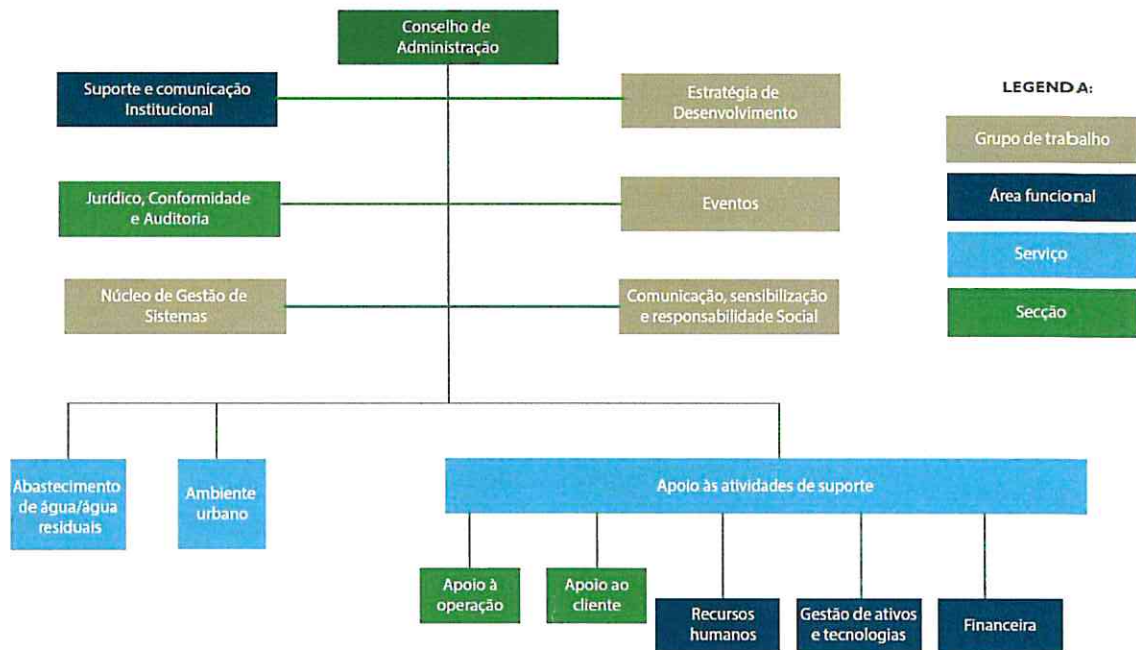 Conselho de
Administração
Suporte e comunicação
Institucional
Estratégia de
Desenvolvimento
Jurídico, Conformidade
e Auditoria
Eventos
Núcleo de Gestão de
Sistemas
Comunicação, sensibilização
e responsabilidade Social
LEGENDA:
Grupo de trabalho
Área funcional
Serviço
Secção
Abastecimento
de água/água
residuais
Ambiente
urbano
Apoio às atividades de suporte
Apoio à
operação
Apoio ao
cliente
Recursos
humanos
Gestão de ativos
e tecnologias
Financeira